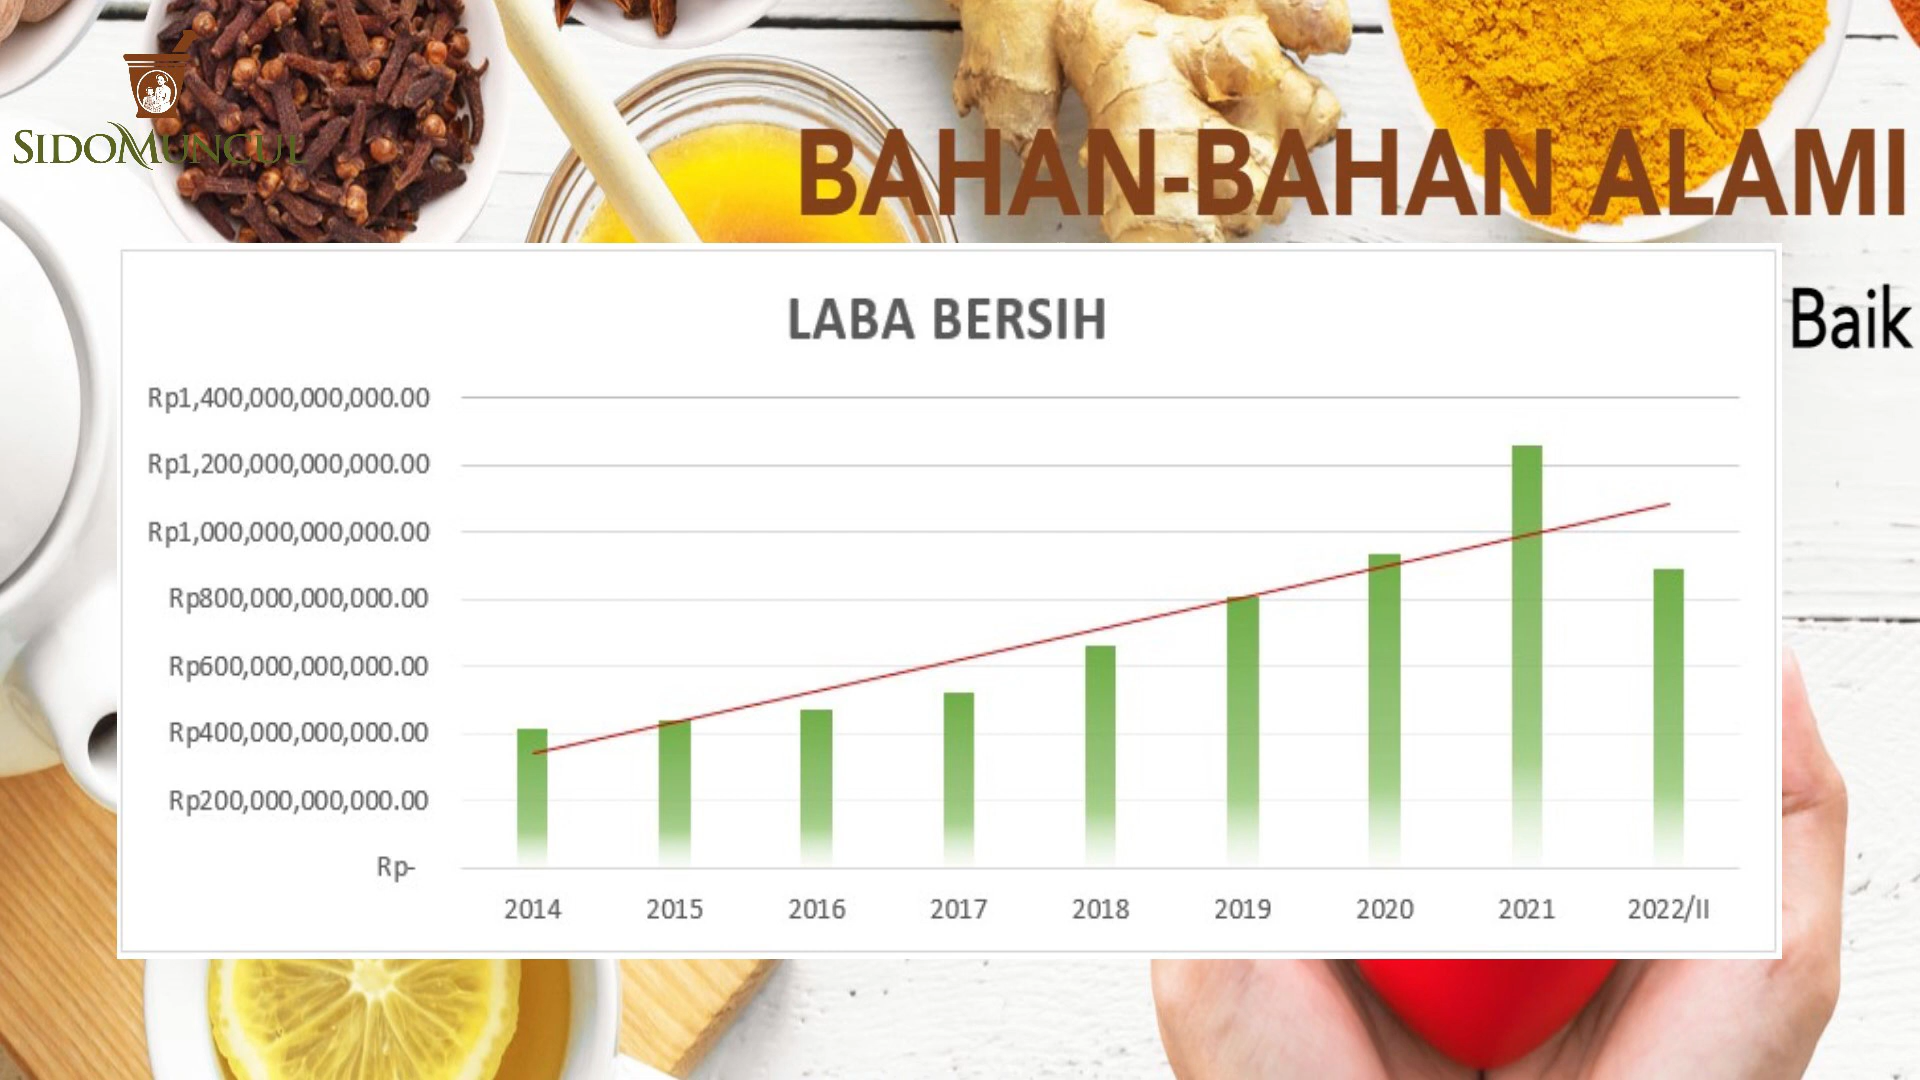 SIDOMUNCUL
BAHAN-BAHAN ALAMI
Baik
LABA BERSIH
Rp1,400,000,000,000.00
Rp1,200,000,000,000.00
Rp1,000,000,000,000.00
Rp800,000,000,000.00
Rp600,000,000,000.00
Rp400,000,000,000.00
Rp200,000,000,000.00
Rp-
2014 2015 2016 2017 2018 2019 2020 2021 2022/II